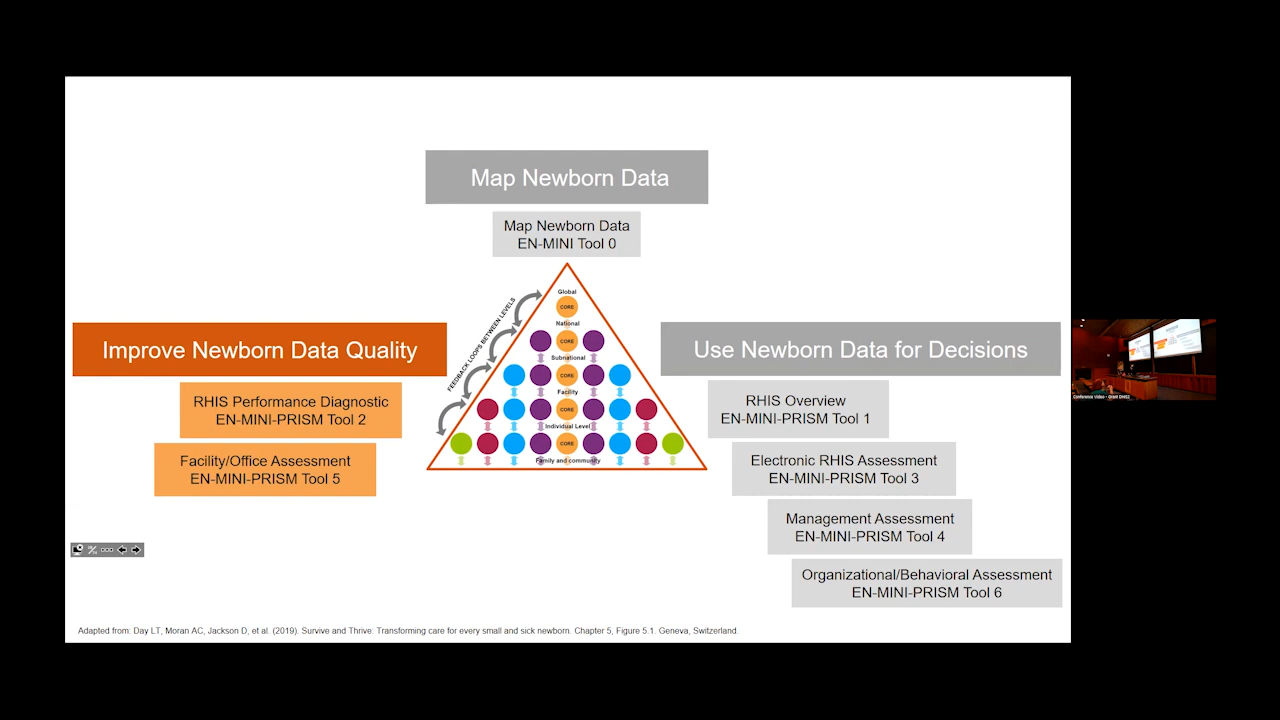 Map Newborn Data
Map Newborn Data
EN-MINI Tool 0
FEEDBACK LOOPS BETWEEN LEVELS
Global
CORE
National
CORE
Subnational
CORE
Facility
CORE
Individual Level
CORE
Family and community
Improve Newborn Data Quality
RHIS Performance Diagnostic
EN-MINI-PRISM Tool 2
Facility/Office Assessment
EN-MINI-PRISM Tool 5
Use Newborn Data for Decisions
RHIS Overview
EN-MINI-PRISM Tool 1
Electronic RHIS Assessment
EN-MINI-PRISM Tool 3
Management Assessment
EN-MINI-PRISM Tool 4
Organizational/Behavioral Assessment
EN-MINI-PRISM Tool 6
Adapted from: Day LT, Moran AC, Jackson D, et al. (2019). Survive and Thrive: Transforming care for every small and sick newborn. Chapter 5, Figure 5.1. Geneva, Switzerland.
Conference Video - Grant DHIS2